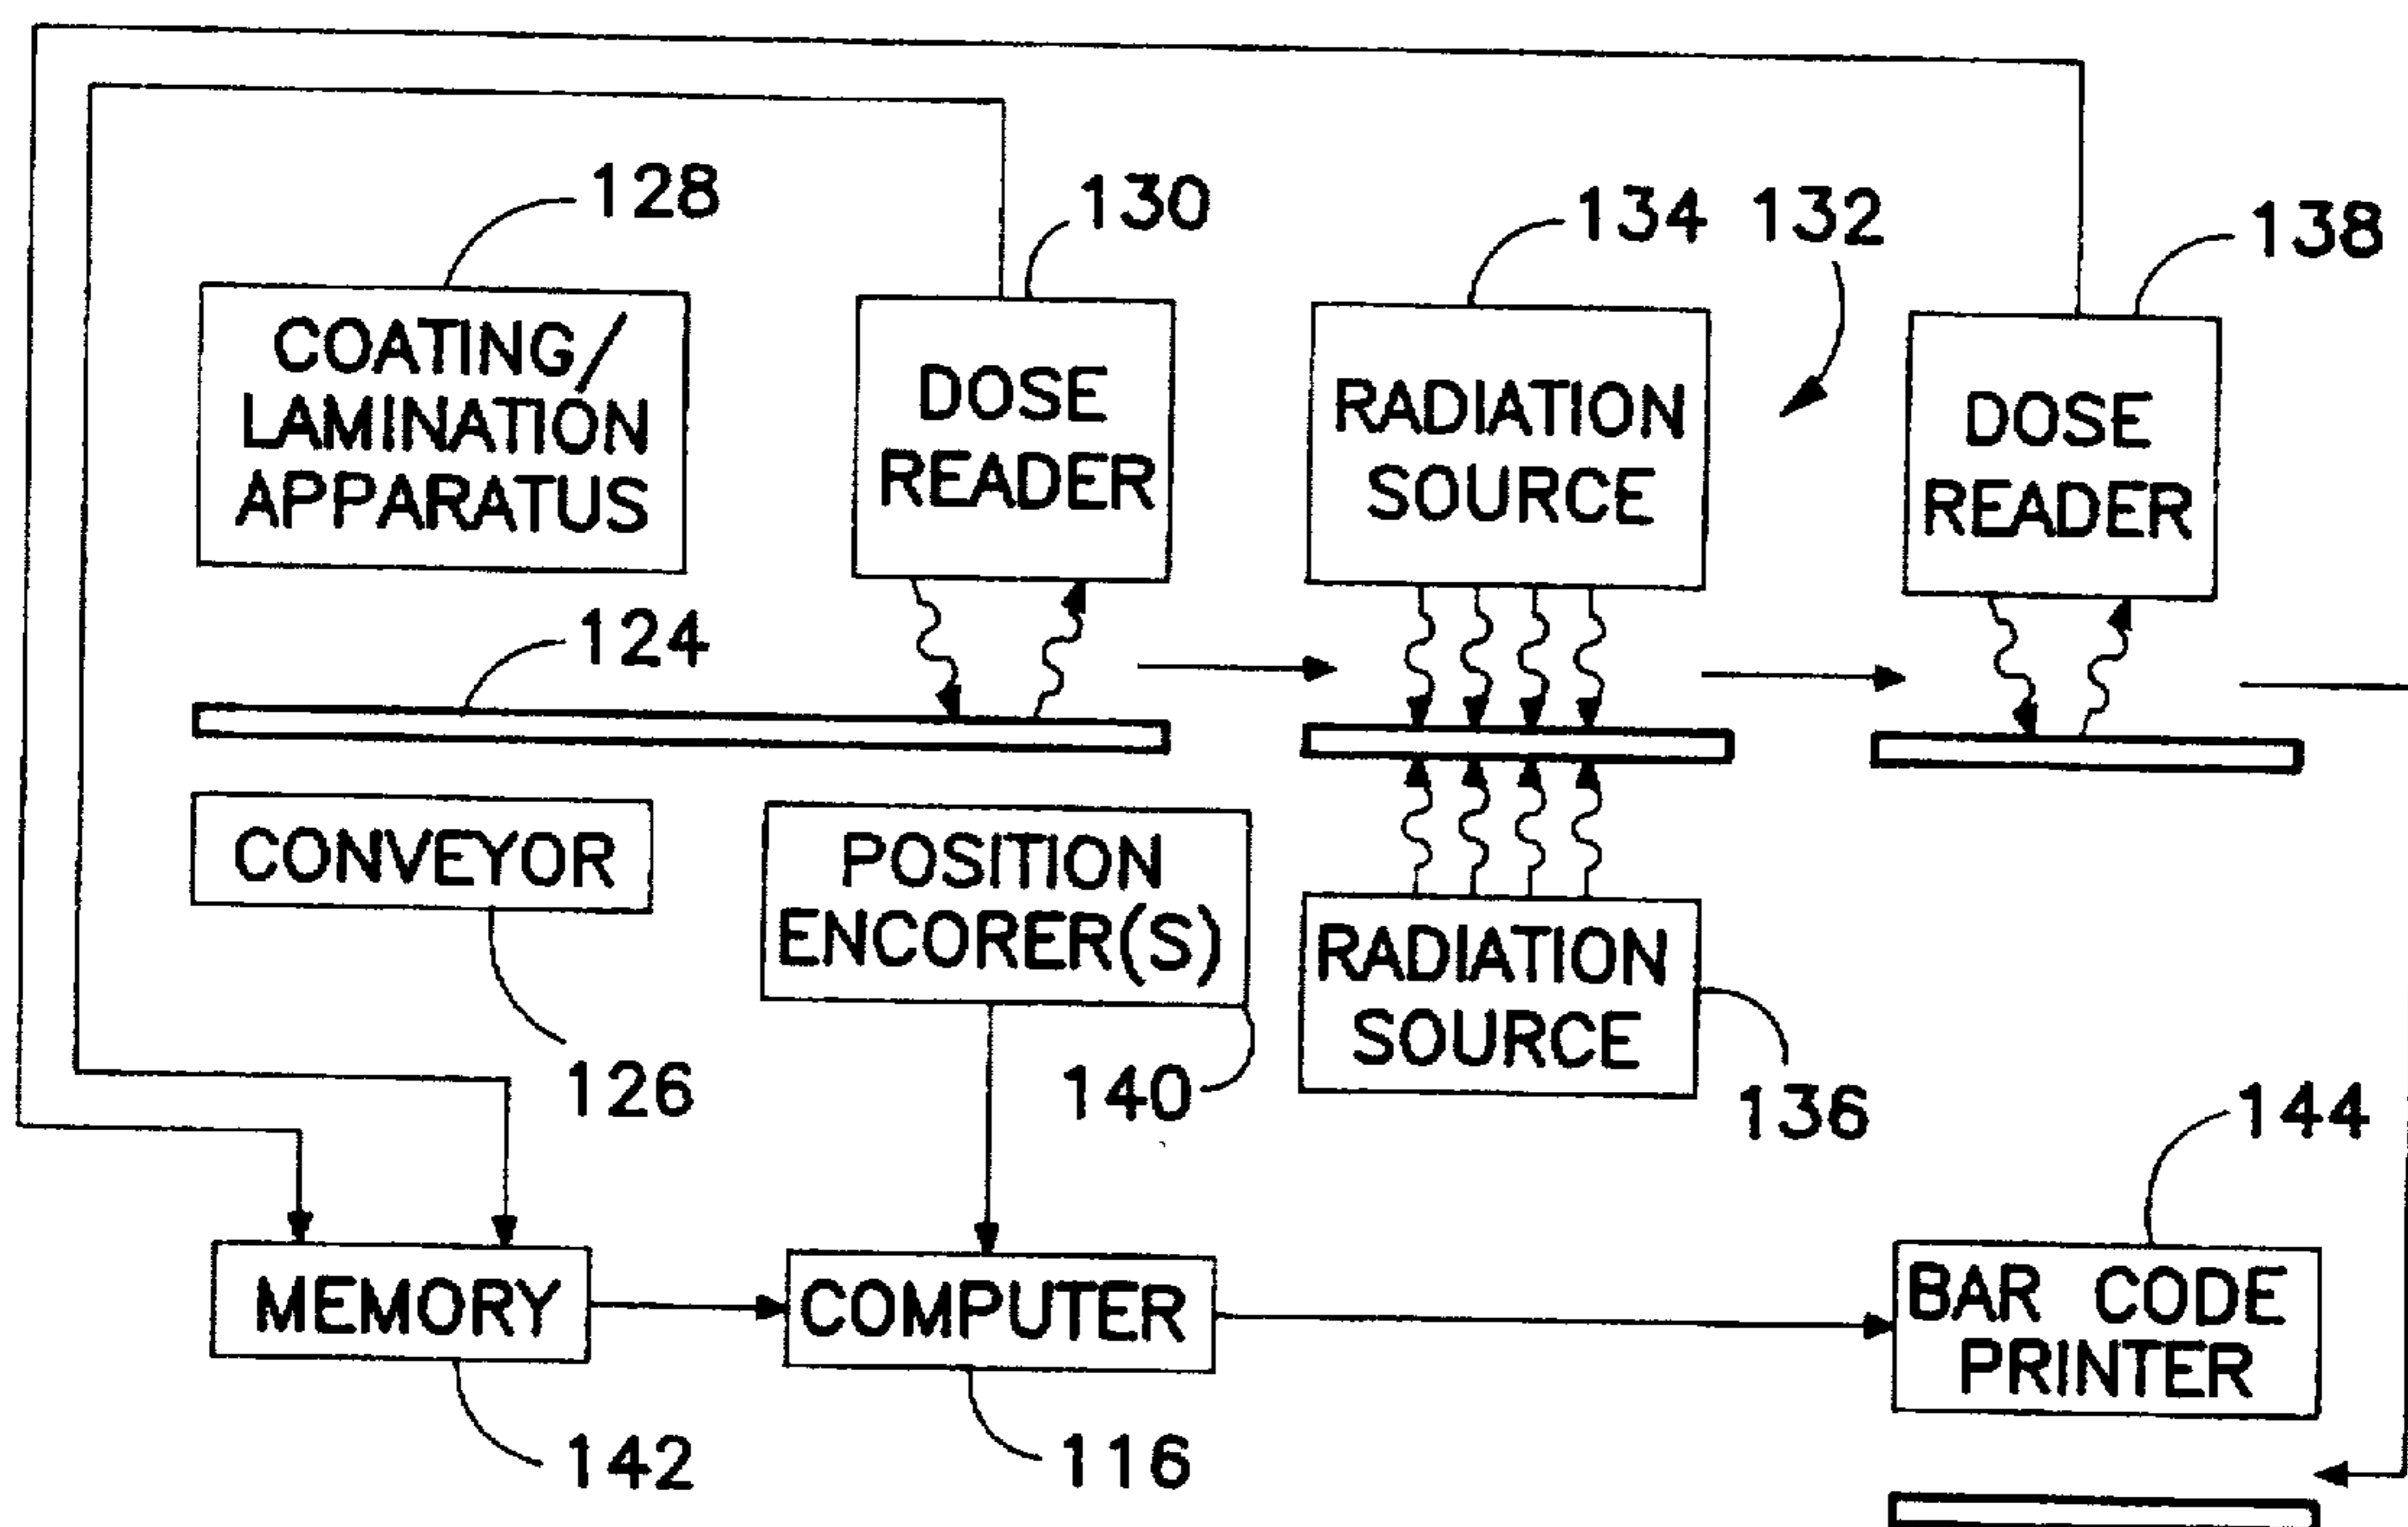 128
130
134
132
138
COATING/
LAMINATION
APPARATUS
DOSE
READER
RADIATION
SOURCE
DOSE
READER
124
CONVEYOR
POSITION
ENCORER(S)
RADIATION
SOURCE
126
140
136
144
MEMORY
COMPUTER
BAR CODE
PRINTER
142
116